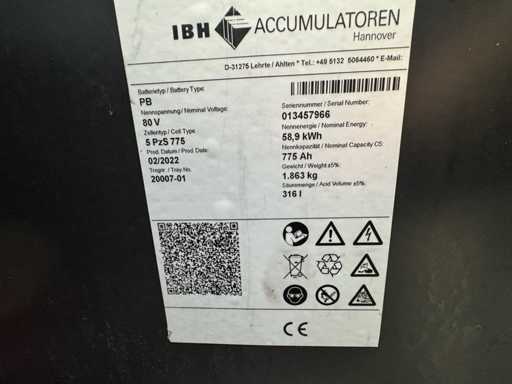 IBH ACCUMULATOREN
Hannover
D-31275 Lehrte / Ahlten * Tel.: +49 5132 5064460 * E-Mail:
Batterietyp / Battery Type:
PB
Nennspannung / Nominal Voltage:
80 V
Zellentyp / Cell Type
5 PzS 775
Prod. Datum / Prod. Date:
02/2022
Trognr. / Tray No.
20007-01
Seriennummer / Serial Number:
013457966
Nennenergie / Nominal Energy:
58,9 kWh
Nennkapazität / Nominal Capacity C5:
775 Ah
Gewicht / Weight ±5%:
1.863 kg
Säuremenge / Acid Volume ±5%:
316 l
Pb
CE